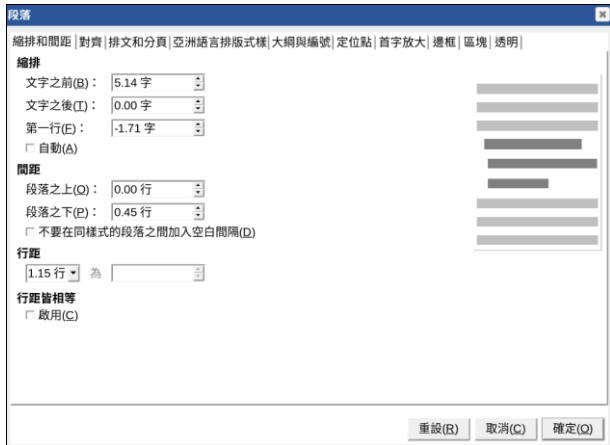 段落
縮排和間距 對齊 排文和分頁 亞洲語言排版式樣 大綱與編號 定位點 首字放大 邊框 區塊 透明
縮排
文字之前(B)： 5.14 字
文字之後(T)： 0.00 字
第一行(F)： -1.71 字
自動(A)
間距
段落之上(O)： 0.00 行
段落之下(P)： 0.45 行
不要在同樣式的段落之間加入空白間隔(D)
行距
1.15 行 為
行距皆相等
啟用(C)
重設(R) 取消(C) 確定(O)